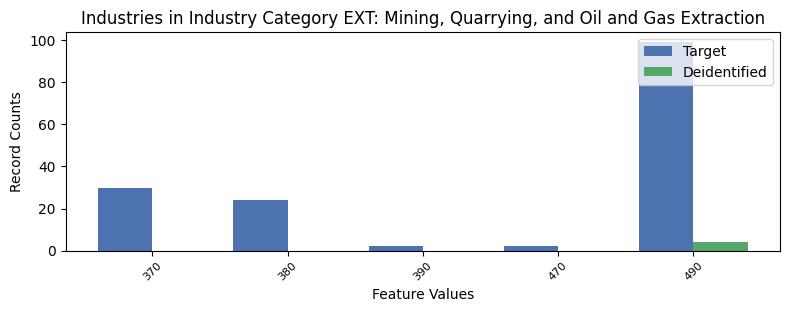 Industries in Industry Category EXT: Mining, Quarrying, and Oil and Gas Extraction
Target
Deidentified
Record Counts
100
80
60
40
20
0
370
380
390
470
490
Feature Values